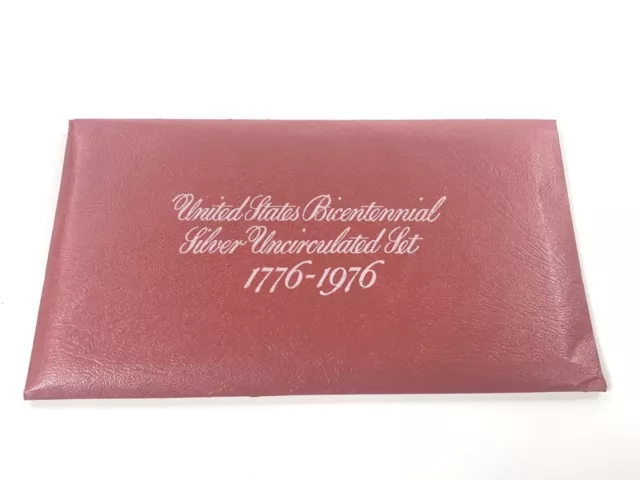 United States Bicentennial
Silver Uncirculated Set
1776-1976